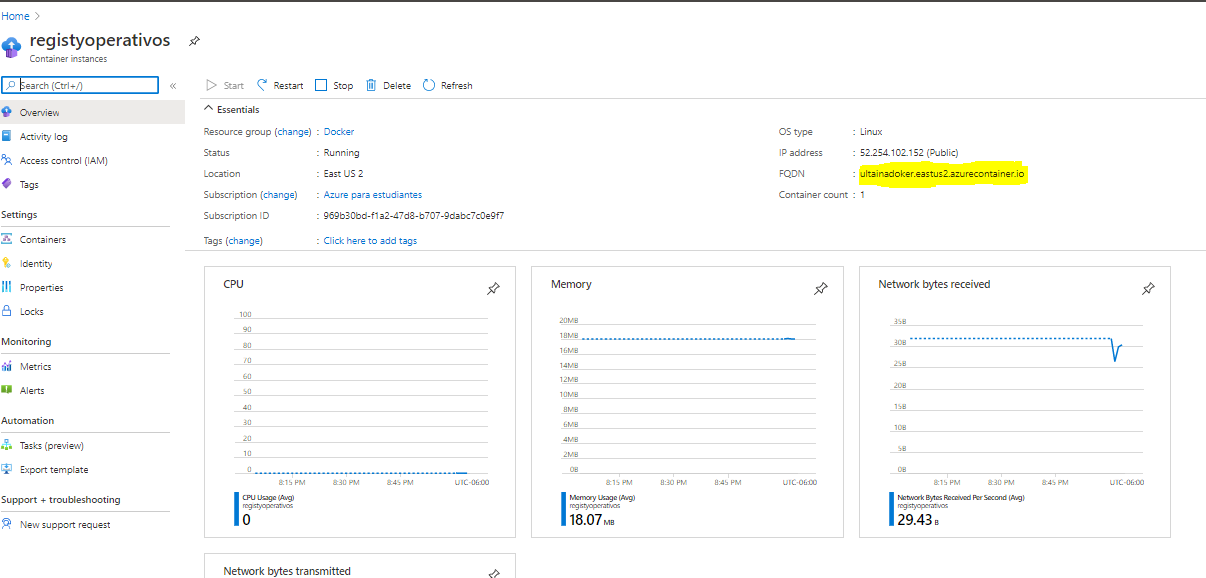 Home
registyoperativos
Container instances
Search (Ctrl+/)
«
Start Restart Stop Delete Refresh
Overview
Activity log
Access control (IAM)
Tags
Settings
Containers
Identity
Properties
Locks
Monitoring
Metrics
Alerts
Automation
Tasks (preview)
Export template
Support + troubleshooting
New support request
Essentials
Resource group (change) : Docker
Status : Running
Location : East US 2
Subscription (change) : Azure para estudiantes
Subscription ID : 969b30bd-f1a2-47d8-b707-9dabc7c0e9f7
Tags (change) : Click here to add tags
OS type : Linux
IP address : 52.254.102.152 (Public)
FQDN : ultainadoker.eastus2.azurecontainer.io
Container count : 1
CPU
100
90
80
70
60
50
40
30
20
10
0
8:15 PM 8:30 PM 8:45 PM UTC-06:00
CPU Usage (Avg)
registyoperativos
0
Memory
20MB
18MB
16MB
14MB
12MB
10MB
8MB
6MB
4MB
2MB
0B
8:15 PM 8:30 PM 8:45 PM UTC-06:00
Memory Usage (Avg)
registyoperativos
18.07 MB
Network bytes received
35B
30B
25B
20B
15B
10B
5B
0B
8:15 PM 8:30 PM 8:45 PM UTC-06:00
Network Bytes Received Per Second (Avg)
registyoperativos
29.43 B
Network bytes transmitted